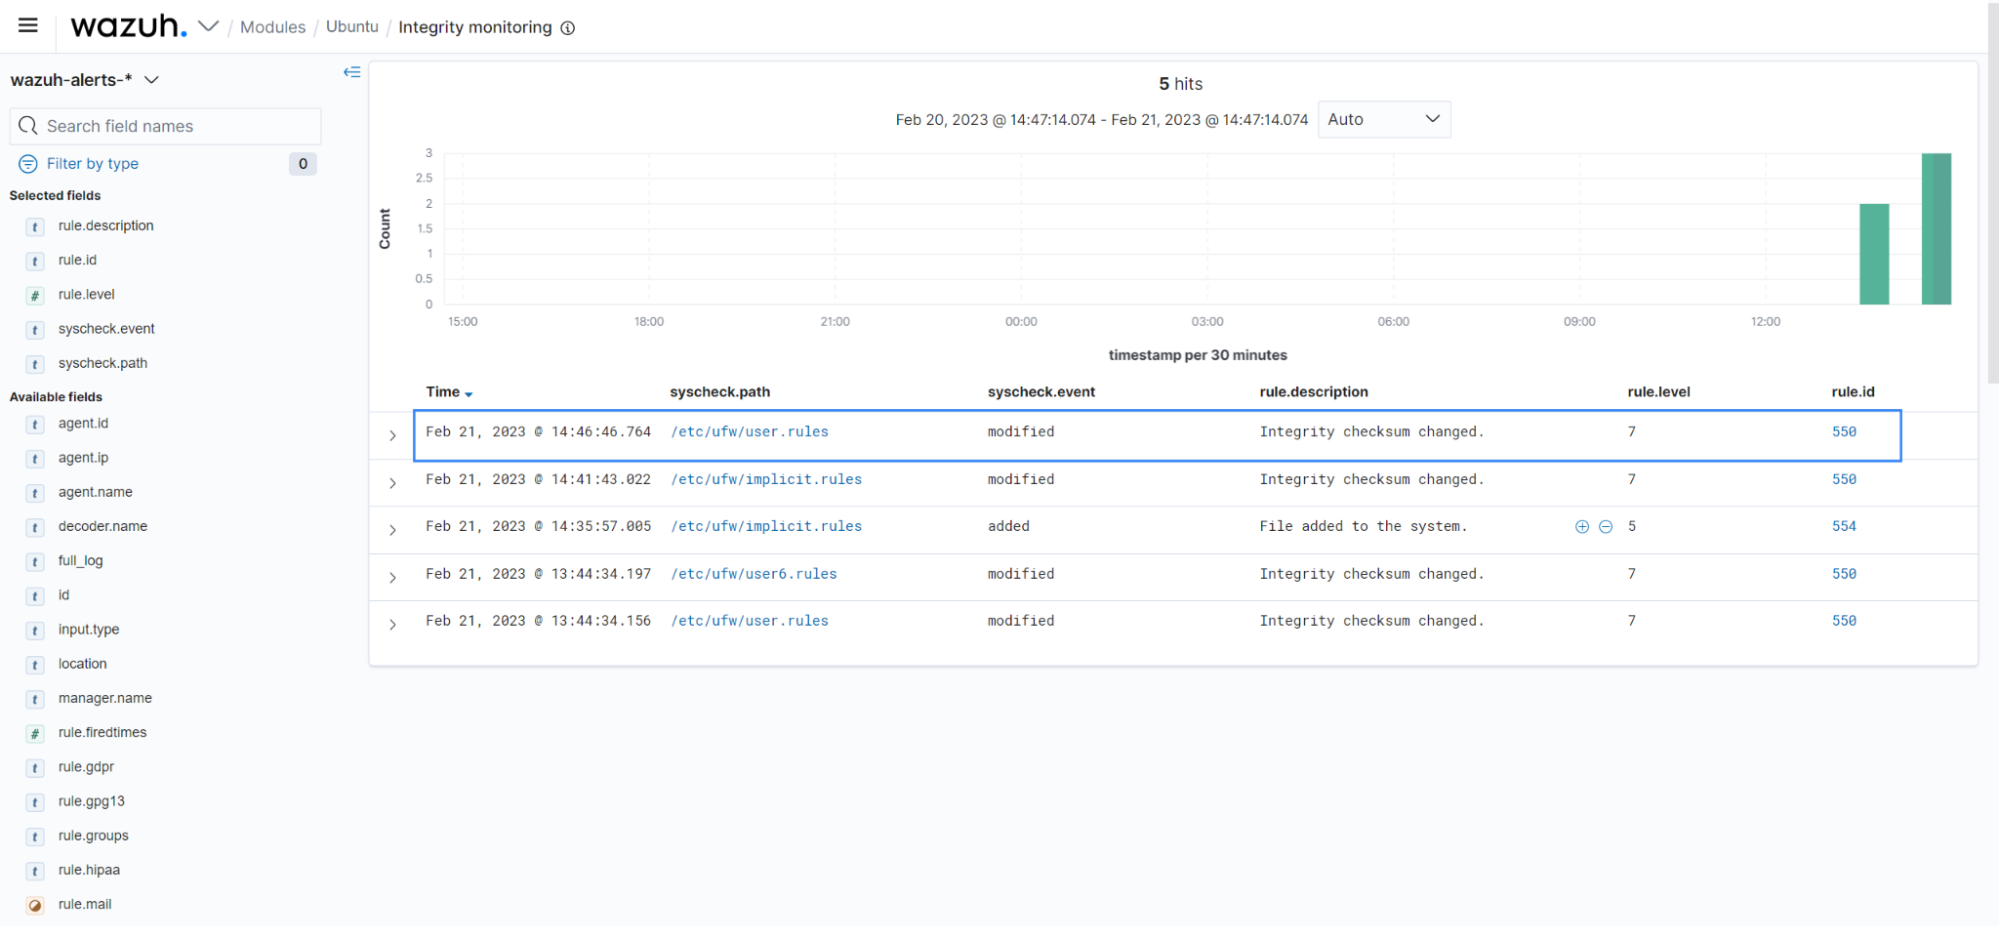 wazuh. / Modules / Ubuntu / Integrity monitoring
wazuh-alerts-*
Search field names
Filter by type 0
Selected fields
t rule.description
t rule.id
# rule.level
t syscheck.event
t syscheck.path
Available fields
t agent.id
t agent.ip
t agent.name
t decoder.name
t full_log
t id
t input.type
t location
t manager.name
# rule.firedtimes
t rule.gdpr
t rule.gpg13
t rule.groups
t rule.hipaa
rule.mail
5 hits
Feb 20, 2023 @ 14:47:14.074 - Feb 21, 2023 @ 14:47:14.074 Auto
Count
3
2.5
2
1.5
1
0.5
0
15:00 18:00 21:00 00:00 03:00 06:00 09:00 12:00
timestamp per 30 minutes
Time syscheck.path syscheck.event rule.description rule.level rule.id
Feb 21, 2023 @ 14:46:46.764 /etc/ufw/user.rules modified Integrity checksum changed. 7 550
Feb 21, 2023 @ 14:41:43.022 /etc/ufw/implicit.rules modified Integrity checksum changed. 7 550
Feb 21, 2023 @ 14:35:57.005 /etc/ufw/implicit.rules added File added to the system. 5 554
Feb 21, 2023 @ 13:44:34.197 /etc/ufw/user6.rules modified Integrity checksum changed. 7 550
Feb 21, 2023 @ 13:44:34.156 /etc/ufw/user.rules modified Integrity checksum changed. 7 550